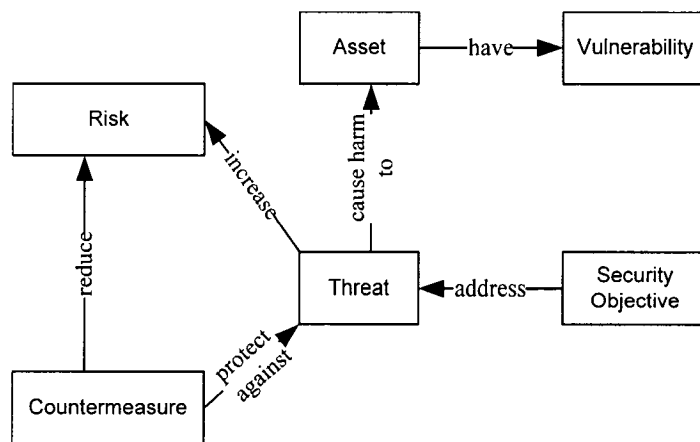 Asset
have
Vulnerability
Risk
increase
cause harm
to
reduce
Threat
address
Security
Objective
protect
against
Countermeasure